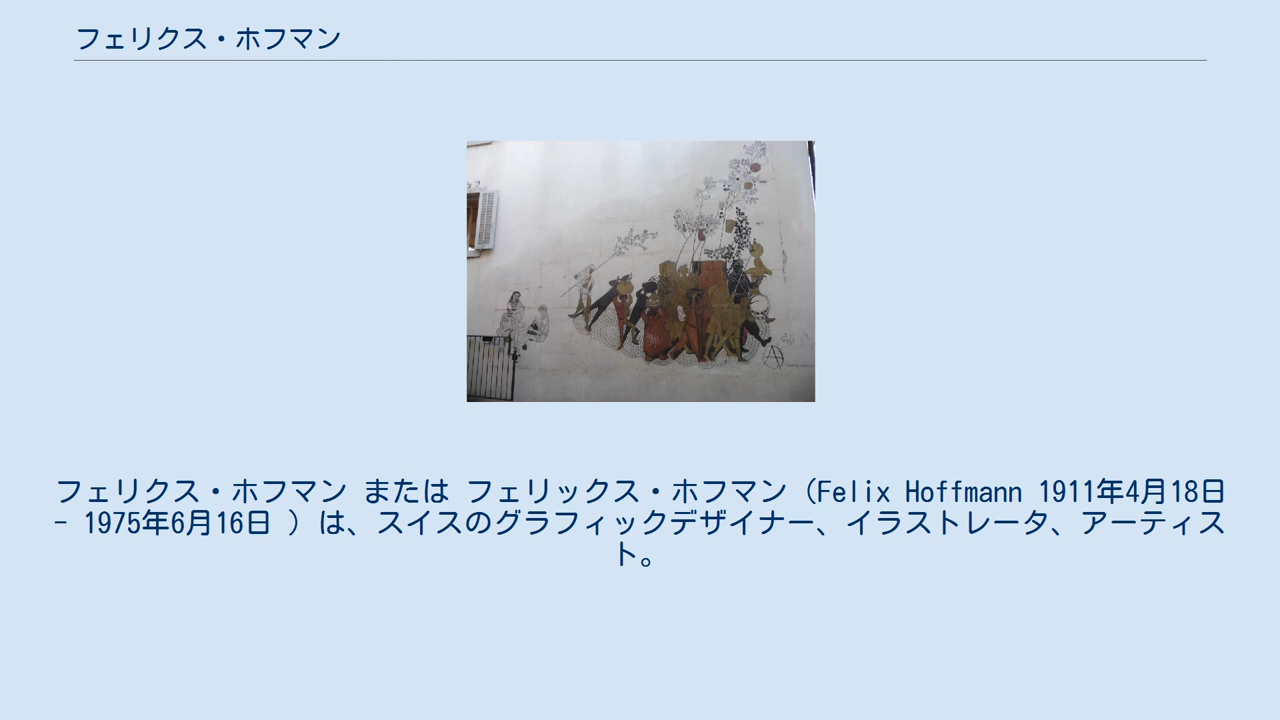 フェリクス・ホフマン
フェリクス・ホフマン または フェリックス・ホフマン（Felix Hoffmann 1911年4月18日
- 1975年6月16日 ）は、スイスのグラフィックデザイナー、イラストレータ、アーティス
ト。